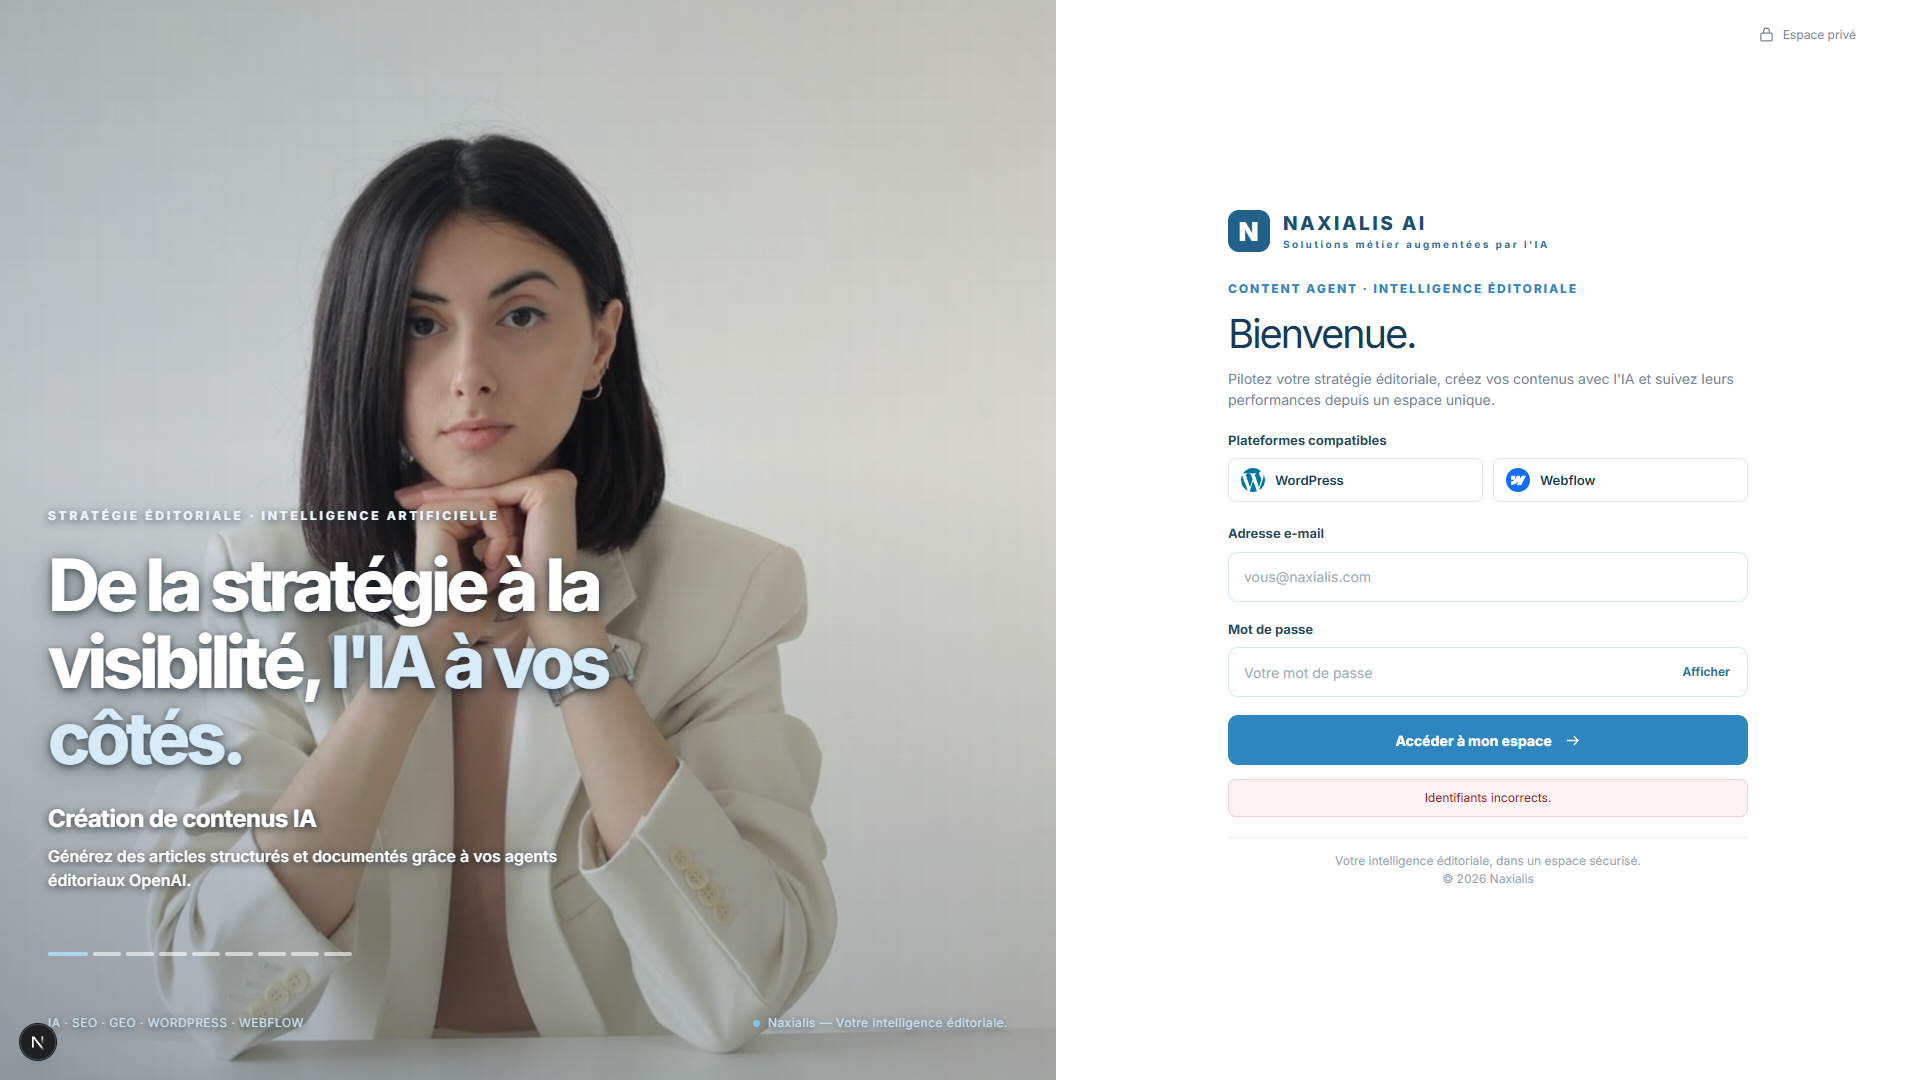 STRATÉGIE ÉDITORIALE · INTELLIGENCE ARTIFICIELLE
De la stratégie à la
visibilité, l'IA à vos
côtés.
Création de contenus IA
Générez des articles structurés et documentés grâce à vos agents
éditoriaux OpenAI.
IA · SEO · GEO · WORDPRESS · WEBFLOW
Naxialis — Votre intelligence éditoriale.
N
Espace privé
N
NAXIALIS AI
Solutions métier augmentées par l'IA
CONTENT AGENT · INTELLIGENCE ÉDITORIALE
Bienvenue.
Pilotez votre stratégie éditoriale, créez vos contenus avec l'IA et suivez leurs
performances depuis un espace unique.
Plateformes compatibles
WordPress
Webflow
Adresse e-mail
vous@naxialis.com
Mot de passe
Votre mot de passe
Afficher
Accéder à mon espace →
Identifiants incorrects.
Votre intelligence éditoriale, dans un espace sécurisé.
© 2026 Naxialis